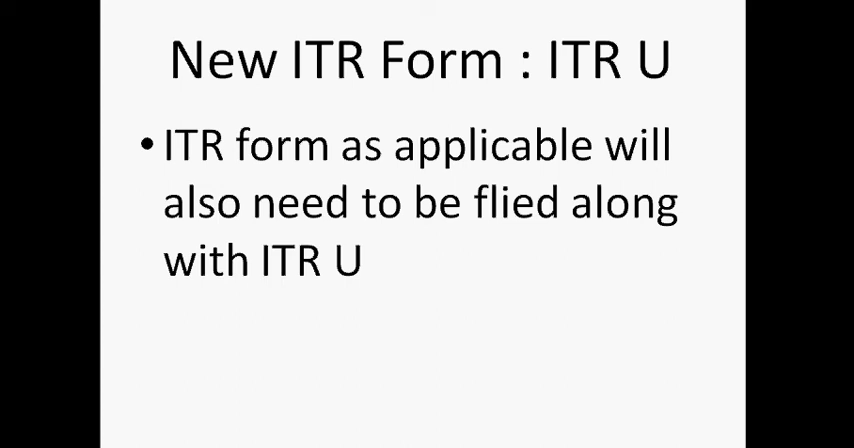 New ITR Form : ITR U
•ITR form as applicable will
also need to be flied along
with ITR U